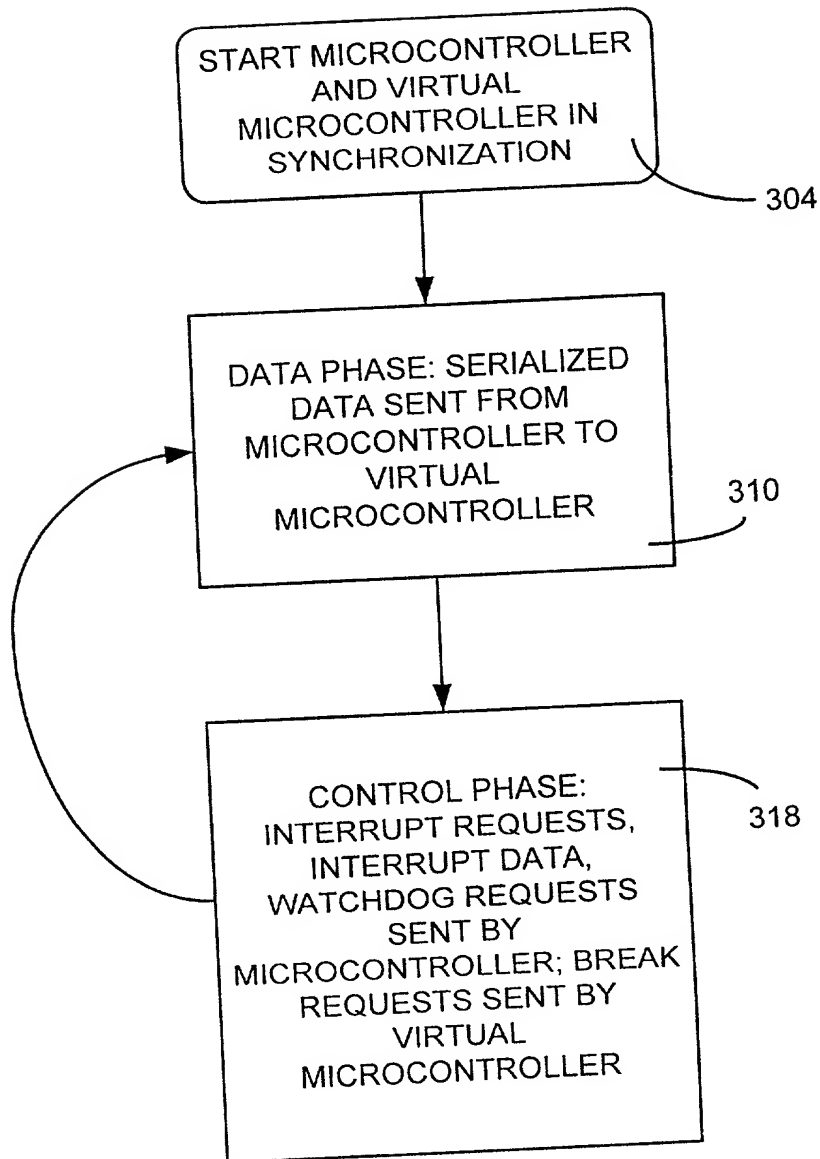 START MICROCONTROLLER
AND VIRTUAL
MICROCONTROLLER IN
SYNCHRONIZATION
304
DATA PHASE: SERIALIZED
DATA SENT FROM
MICROCONTROLLER TO
VIRTUAL
MICROCONTROLLER
310
CONTROL PHASE:
INTERRUPT REQUESTS,
INTERRUPT DATA,
WATCHDOG REQUESTS
SENT BY
MICROCONTROLLER; BREAK
REQUESTS SENT BY
VIRTUAL
MICROCONTROLLER
318